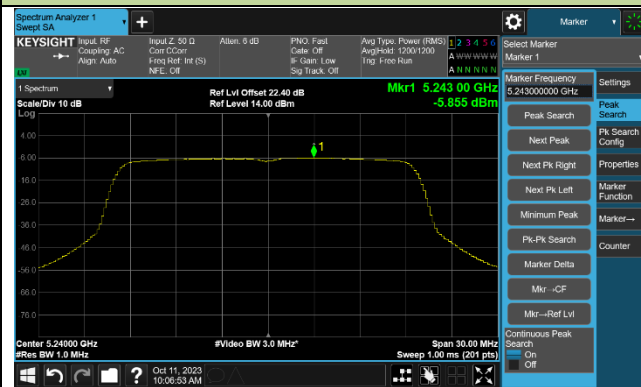 Spectrum Analyzer 1
Swept SA
+
Marker
KEYSIGHT
Input: RF
Coupling: AC
Align: Auto
Input Z: 50 Ω
Corr CCorr
Freq Ref: Int (S)
NFE: Off
Atten: 6 dB
PNO: Fast
Gate: Off
IF Gain: Low
Sig Track: Off
Avg Type: Power (RMS)
Avg|Hold: 1200/1200
Trig: Free Run
1 2 3 4 5 6
A W W W W W
A N N N N N
LXI
Select Marker
Marker 1
1 Spectrum
Scale/Div 10 dB
Log
Ref Lvl Offset 22.40 dB
Ref Level 14.00 dBm
Mkr1 5.243 00 GHz
-5.855 dBm
4.00
-6.00
-16.0
-26.0
-36.0
-46.0
-56.0
-66.0
-76.0
1
Center 5.24000 GHz
#Res BW 1.0 MHz
#Video BW 3.0 MHz*
Span 30.00 MHz
Sweep 1.00 ms (201 pts)
Marker Frequency
5.243000000 GHz
Peak Search
Next Peak
Next Pk Right
Next Pk Left
Minimum Peak
Pk-Pk Search
Marker Delta
Mkr→CF
Mkr→Ref Lvl
Continuous Peak
Search
On
Off
Settings
Peak
Search
Pk Search
Config
Properties
Marker
Function
Marker→
Counter
?
Oct 11, 2023
10:06:53 AM